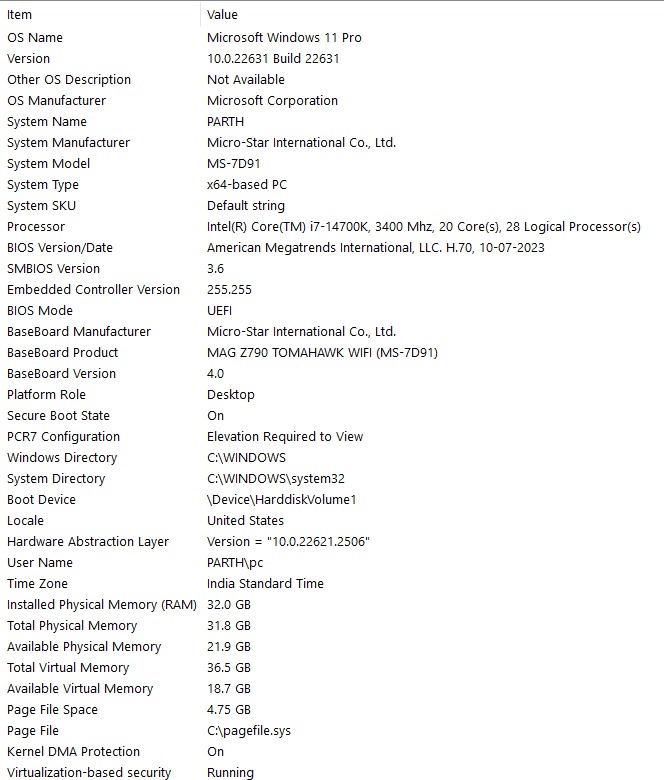 Item Value
OS Name Microsoft Windows 11 Pro
Version 10.0.22631 Build 22631
Other OS Description Not Available
OS Manufacturer Microsoft Corporation
System Name PARTH
System Manufacturer Micro-Star International Co., Ltd.
System Model MS-7D91
System Type x64-based PC
System SKU Default string
Processor Intel(R) Core(TM) i7-14700K, 3400 Mhz, 20 Core(s), 28 Logical Processor(s)
BIOS Version/Date American Megatrends International, LLC. H.70, 10-07-2023
SMBIOS Version 3.6
Embedded Controller Version 255.255
BIOS Mode UEFI
BaseBoard Manufacturer Micro-Star International Co., Ltd.
BaseBoard Product MAG Z790 TOMAHAWK WIFI (MS-7D91)
BaseBoard Version 4.0
Platform Role Desktop
Secure Boot State On
PCR7 Configuration Elevation Required to View
Windows Directory C:\WINDOWS
System Directory C:\WINDOWS\system32
Boot Device \Device\HarddiskVolume1
Locale United States
Hardware Abstraction Layer Version = "10.0.22621.2506"
User Name PARTH\pc
Time Zone India Standard Time
Installed Physical Memory (RAM) 32.0 GB
Total Physical Memory 31.8 GB
Available Physical Memory 21.9 GB
Total Virtual Memory 36.5 GB
Available Virtual Memory 18.7 GB
Page File Space 4.75 GB
Page File C:\pagefile.sys
Kernel DMA Protection On
Virtualization-based security Running